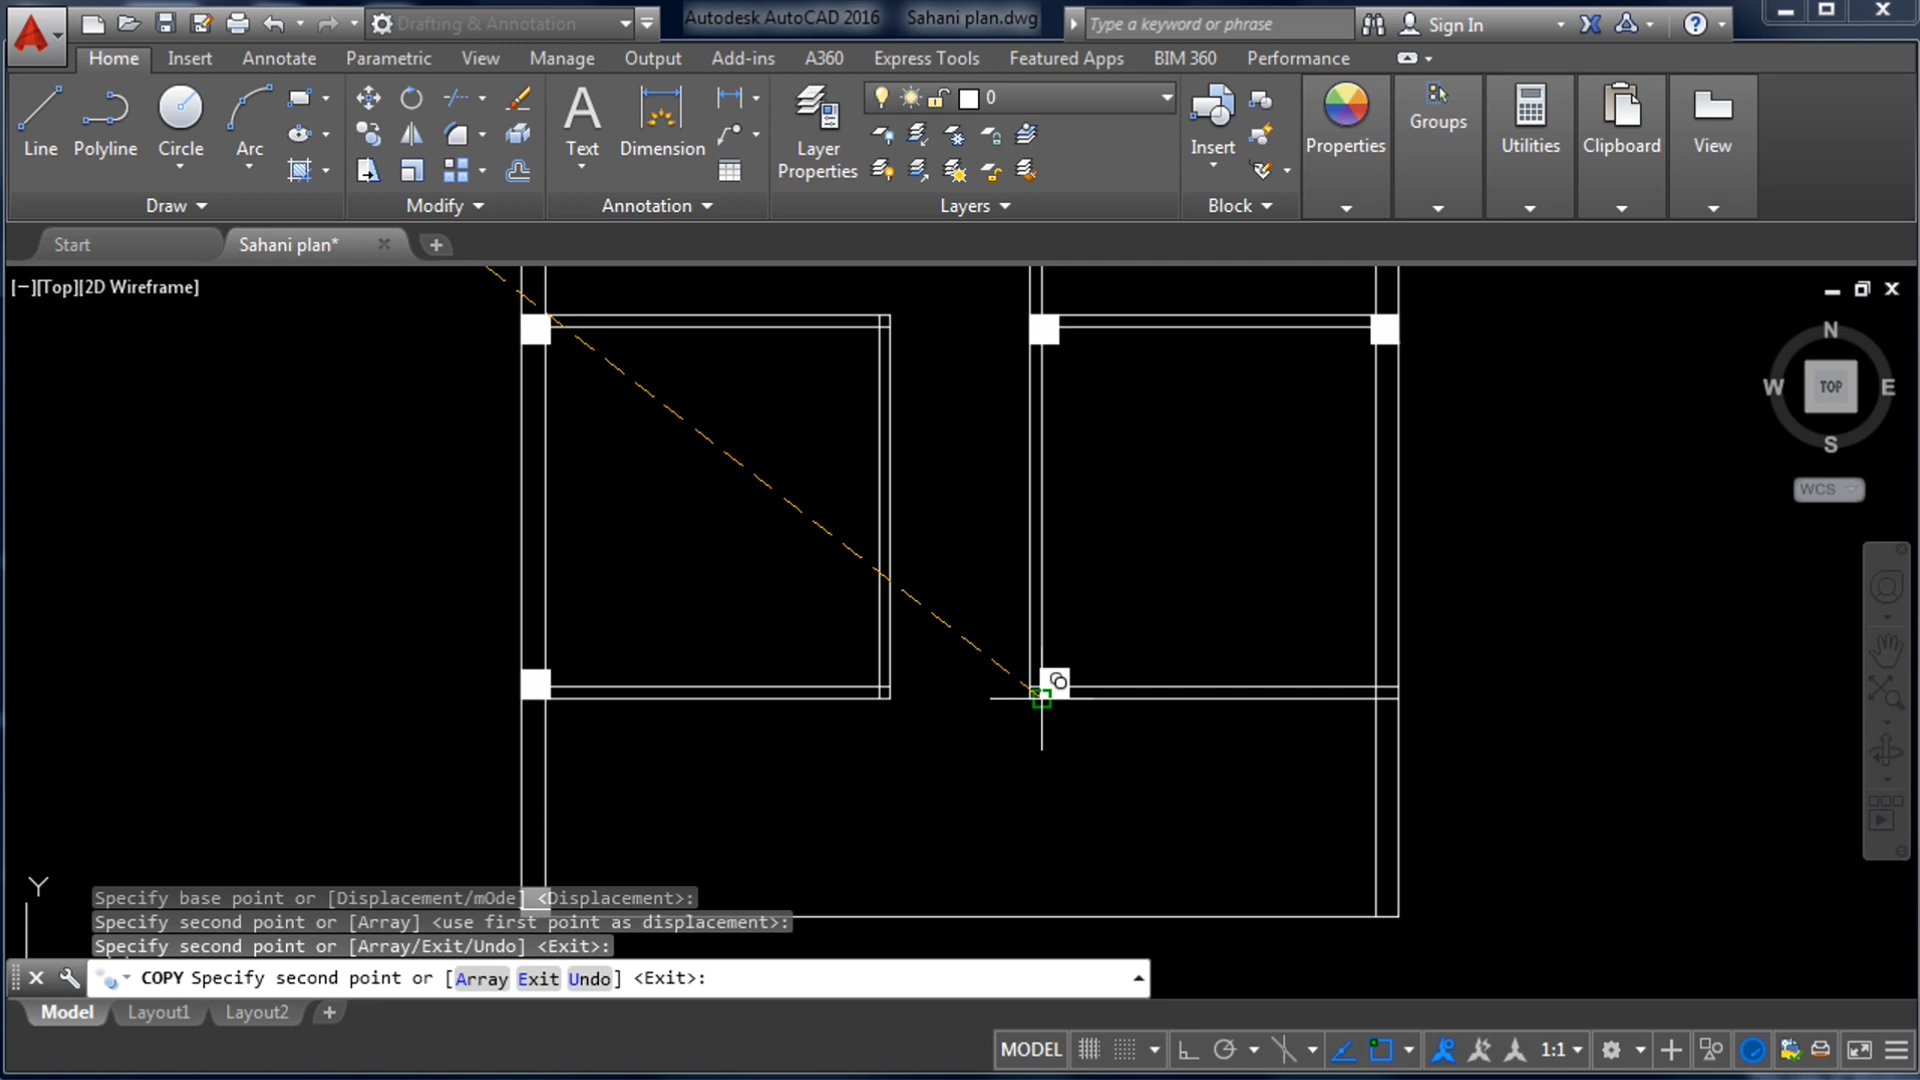 Drafting & Annotation
Autodesk AutoCAD 2016 Sahani plan.dwg
Type a keyword or phrase
Sign In
Home Insert Annotate Parametric View Manage Output Add-ins A360 Express Tools Featured Apps BIM 360 Performance
0
Line Polyline Circle Arc
Text Dimension
Layer Properties
Insert
Properties Groups Utilities Clipboard View
Draw Modify Annotation Layers Block
Start Sahani plan*
[−][Top][2D Wireframe]
N
W TOP E
S
WCS
Y
Specify base point or [Displacement/mOde] <Displacement>:
Specify second point or [Array] <use first point as displacement>:
Specify second point or [Array/Exit/Undo] <Exit>:
COPY Specify second point or [Array Exit Undo] <Exit>:
Model Layout1 Layout2
MODEL 1:1